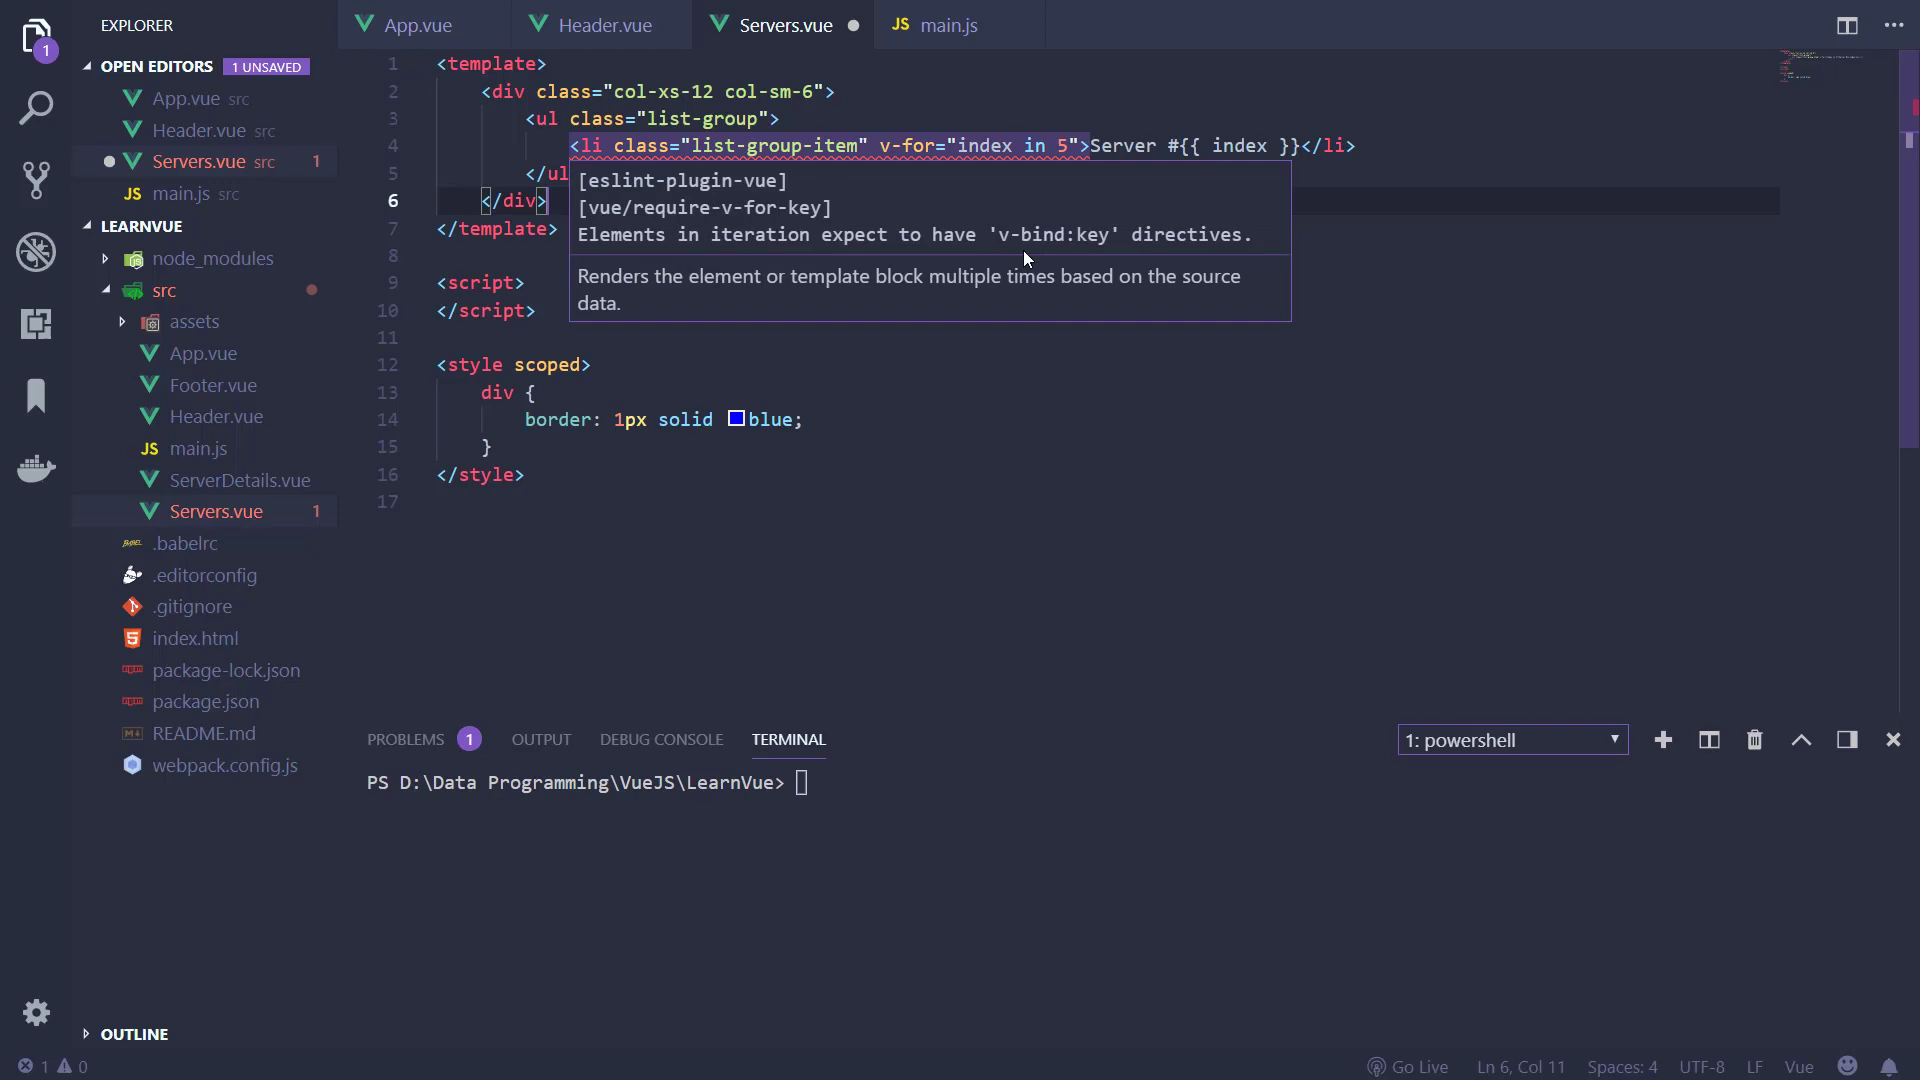 App.vue
Header.vue
Servers.vue
JS main.js
EXPLORER
1
OPEN EDITORS 1 UNSAVED
App.vue src
Header.vue src
Servers.vue src 1
JS main.js src
LEARNVUE
node_modules
src
assets
App.vue
Footer.vue
Header.vue
JS main.js
ServerDetails.vue
Servers.vue 1
.babelrc
.editorconfig
.gitignore
index.html
package-lock.json
package.json
README.md
webpack.config.js
OUTLINE
1 <template>
2 <div class="col-xs-12 col-sm-6">
3 <ul class="list-group">
4 <li class="list-group-item" v-for="index in 5">Server #{{ index }}</li>
5 </ul
6 </div>
7 </template>
8
9 <script>
10 </script>
11
12 <style scoped>
13 div {
14 border: 1px solid blue;
15 }
16 </style>
17
[eslint-plugin-vue]
[vue/require-v-for-key]
Elements in iteration expect to have 'v-bind:key' directives.
Renders the element or template block multiple times based on the source
data.
PROBLEMS 1 OUTPUT DEBUG CONSOLE TERMINAL
1: powershell
PS D:\Data Programming\VueJS\LearnVue>
1 0
Go Live Ln 6, Col 11 Spaces: 4 UTF-8 LF Vue